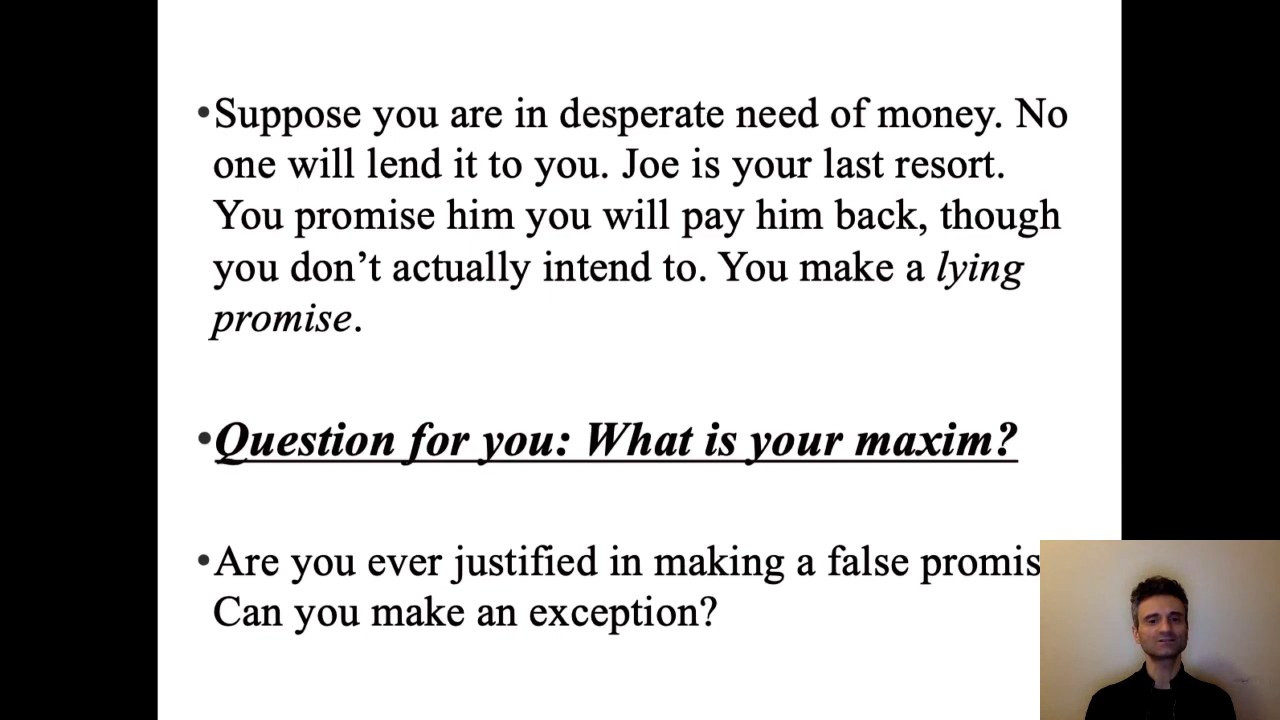 •Suppose you are in desperate need of money. No
one will lend it to you. Joe is your last resort.
You promise him you will pay him back, though
you don’t actually intend to. You make a lying
promise.
•Question for you: What is your maxim?
•Are you ever justified in making a false promis
Can you make an exception?